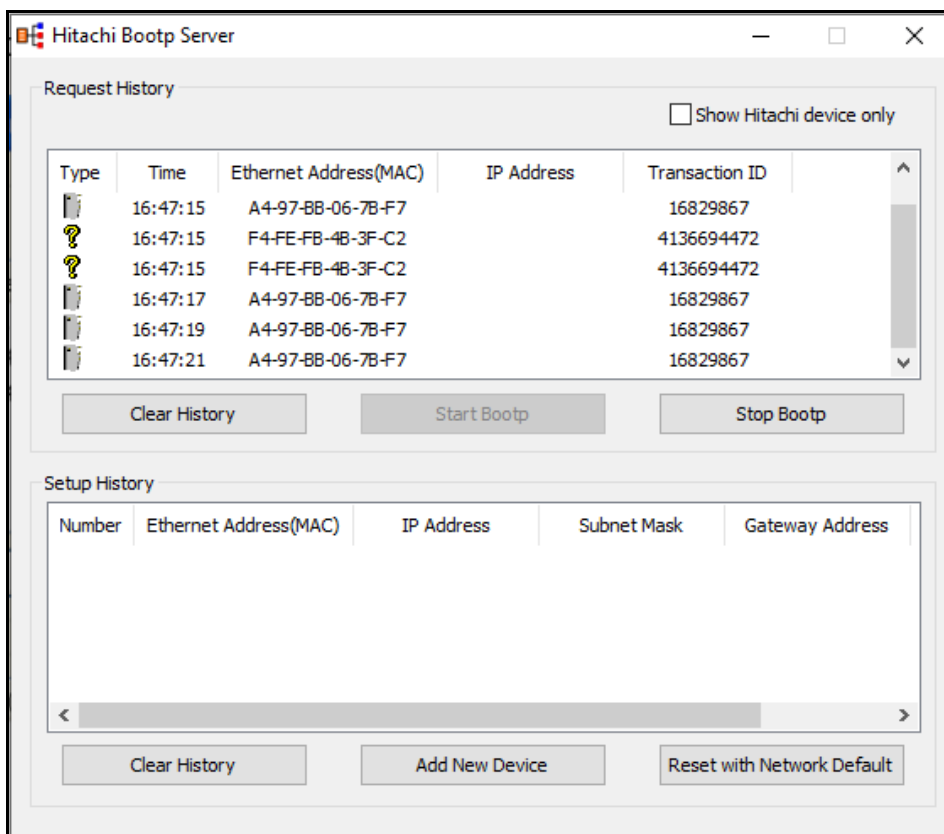 Hitachi Bootp Server
Request History
Show Hitachi device only
Type Time Ethernet Address(MAC) IP Address Transaction ID
16:47:15 A4-97-BB-06-7B-F7 16829867
16:47:15 F4-FE-FB-4B-3F-C2 4136694472
16:47:15 F4-FE-FB-4B-3F-C2 4136694472
16:47:17 A4-97-BB-06-7B-F7 16829867
16:47:19 A4-97-BB-06-7B-F7 16829867
16:47:21 A4-97-BB-06-7B-F7 16829867
Clear History Start Bootp Stop Bootp
Setup History
Number Ethernet Address(MAC) IP Address Subnet Mask Gateway Address
Clear History Add New Device Reset with Network Default